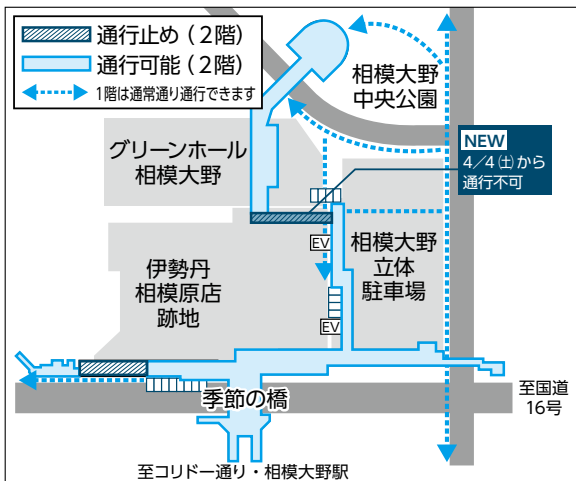 通行止め（2階）
通行可能（2階）
1階は通常通り通行できます
相模大野
中央公園
グリーンホール
相模大野
NEW
4／4㈯から
通行不可
EV
相模大野
立体
駐車場
伊勢丹
相模原店
跡地
EV
季節の橋
至国道
16号
至コリドー通り・相模大野駅